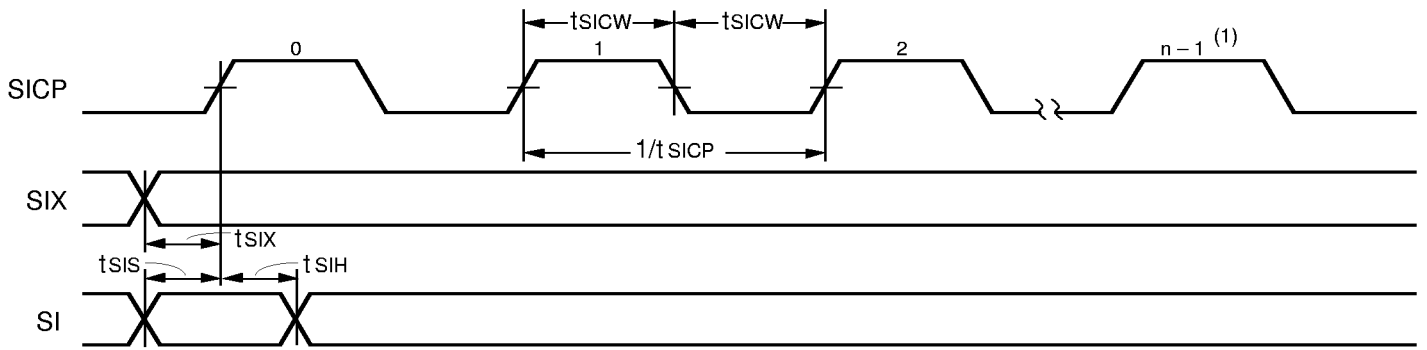 tSICW tSICW
0 1 2 n – 1 (1)
SICP
1/tSICP
SIX
tSIX
tSIS tSIH
SI